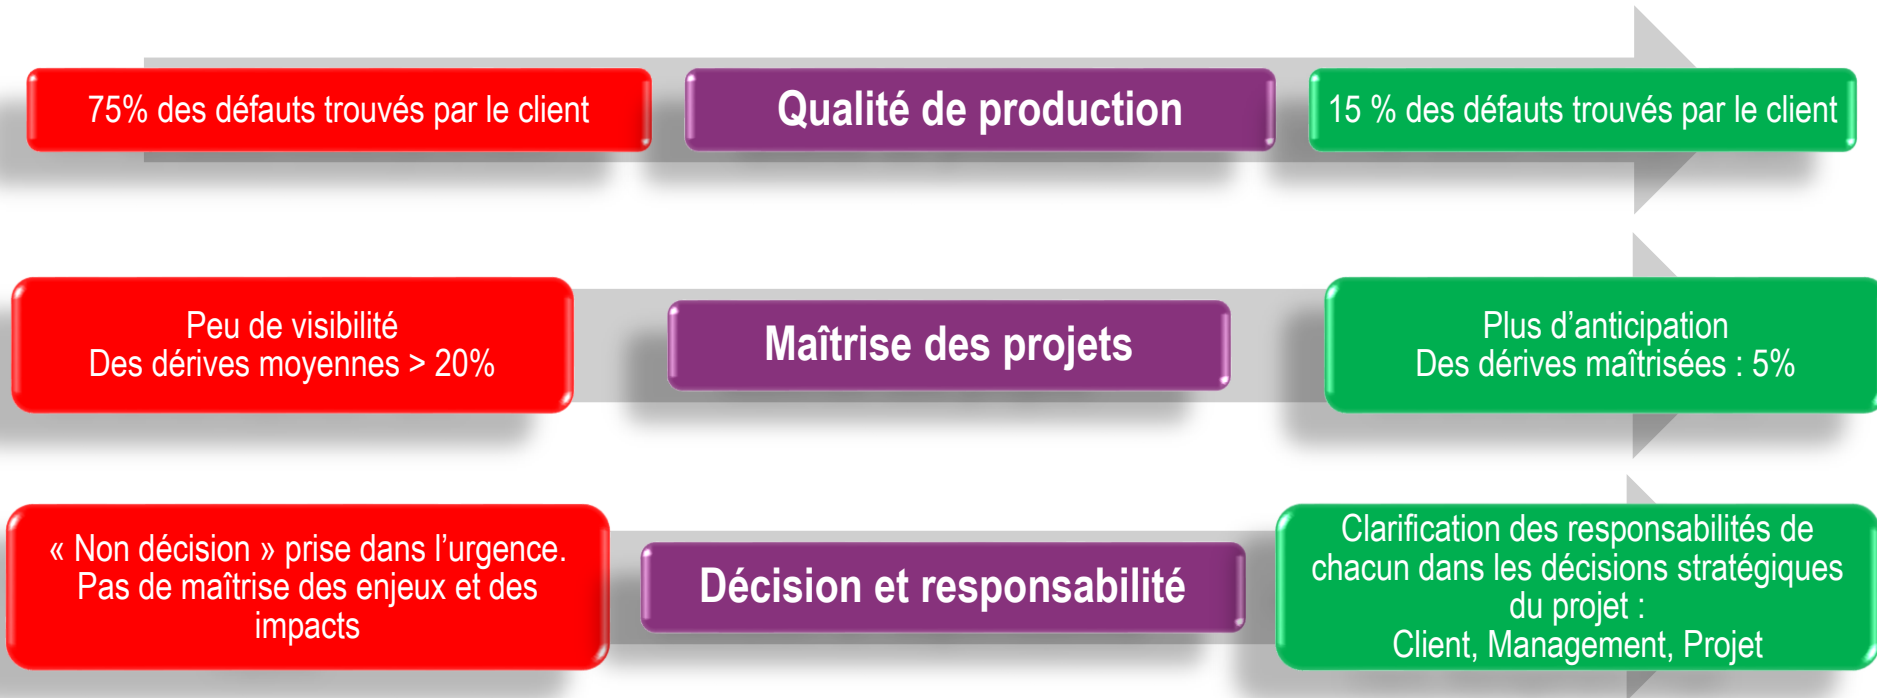 75% des défauts trouvés par le client
Qualité de production
15 % des défauts trouvés par le client
Peu de visibilité
Des dérives moyennes > 20%
Maîtrise des projets
Plus d’anticipation
Des dérives maîtrisées : 5%
« Non décision » prise dans l’urgence.
Pas de maîtrise des enjeux et des
impacts
Décision et responsabilité
Clarification des responsabilités de
chacun dans les décisions stratégiques
du projet :
Client, Management, Projet